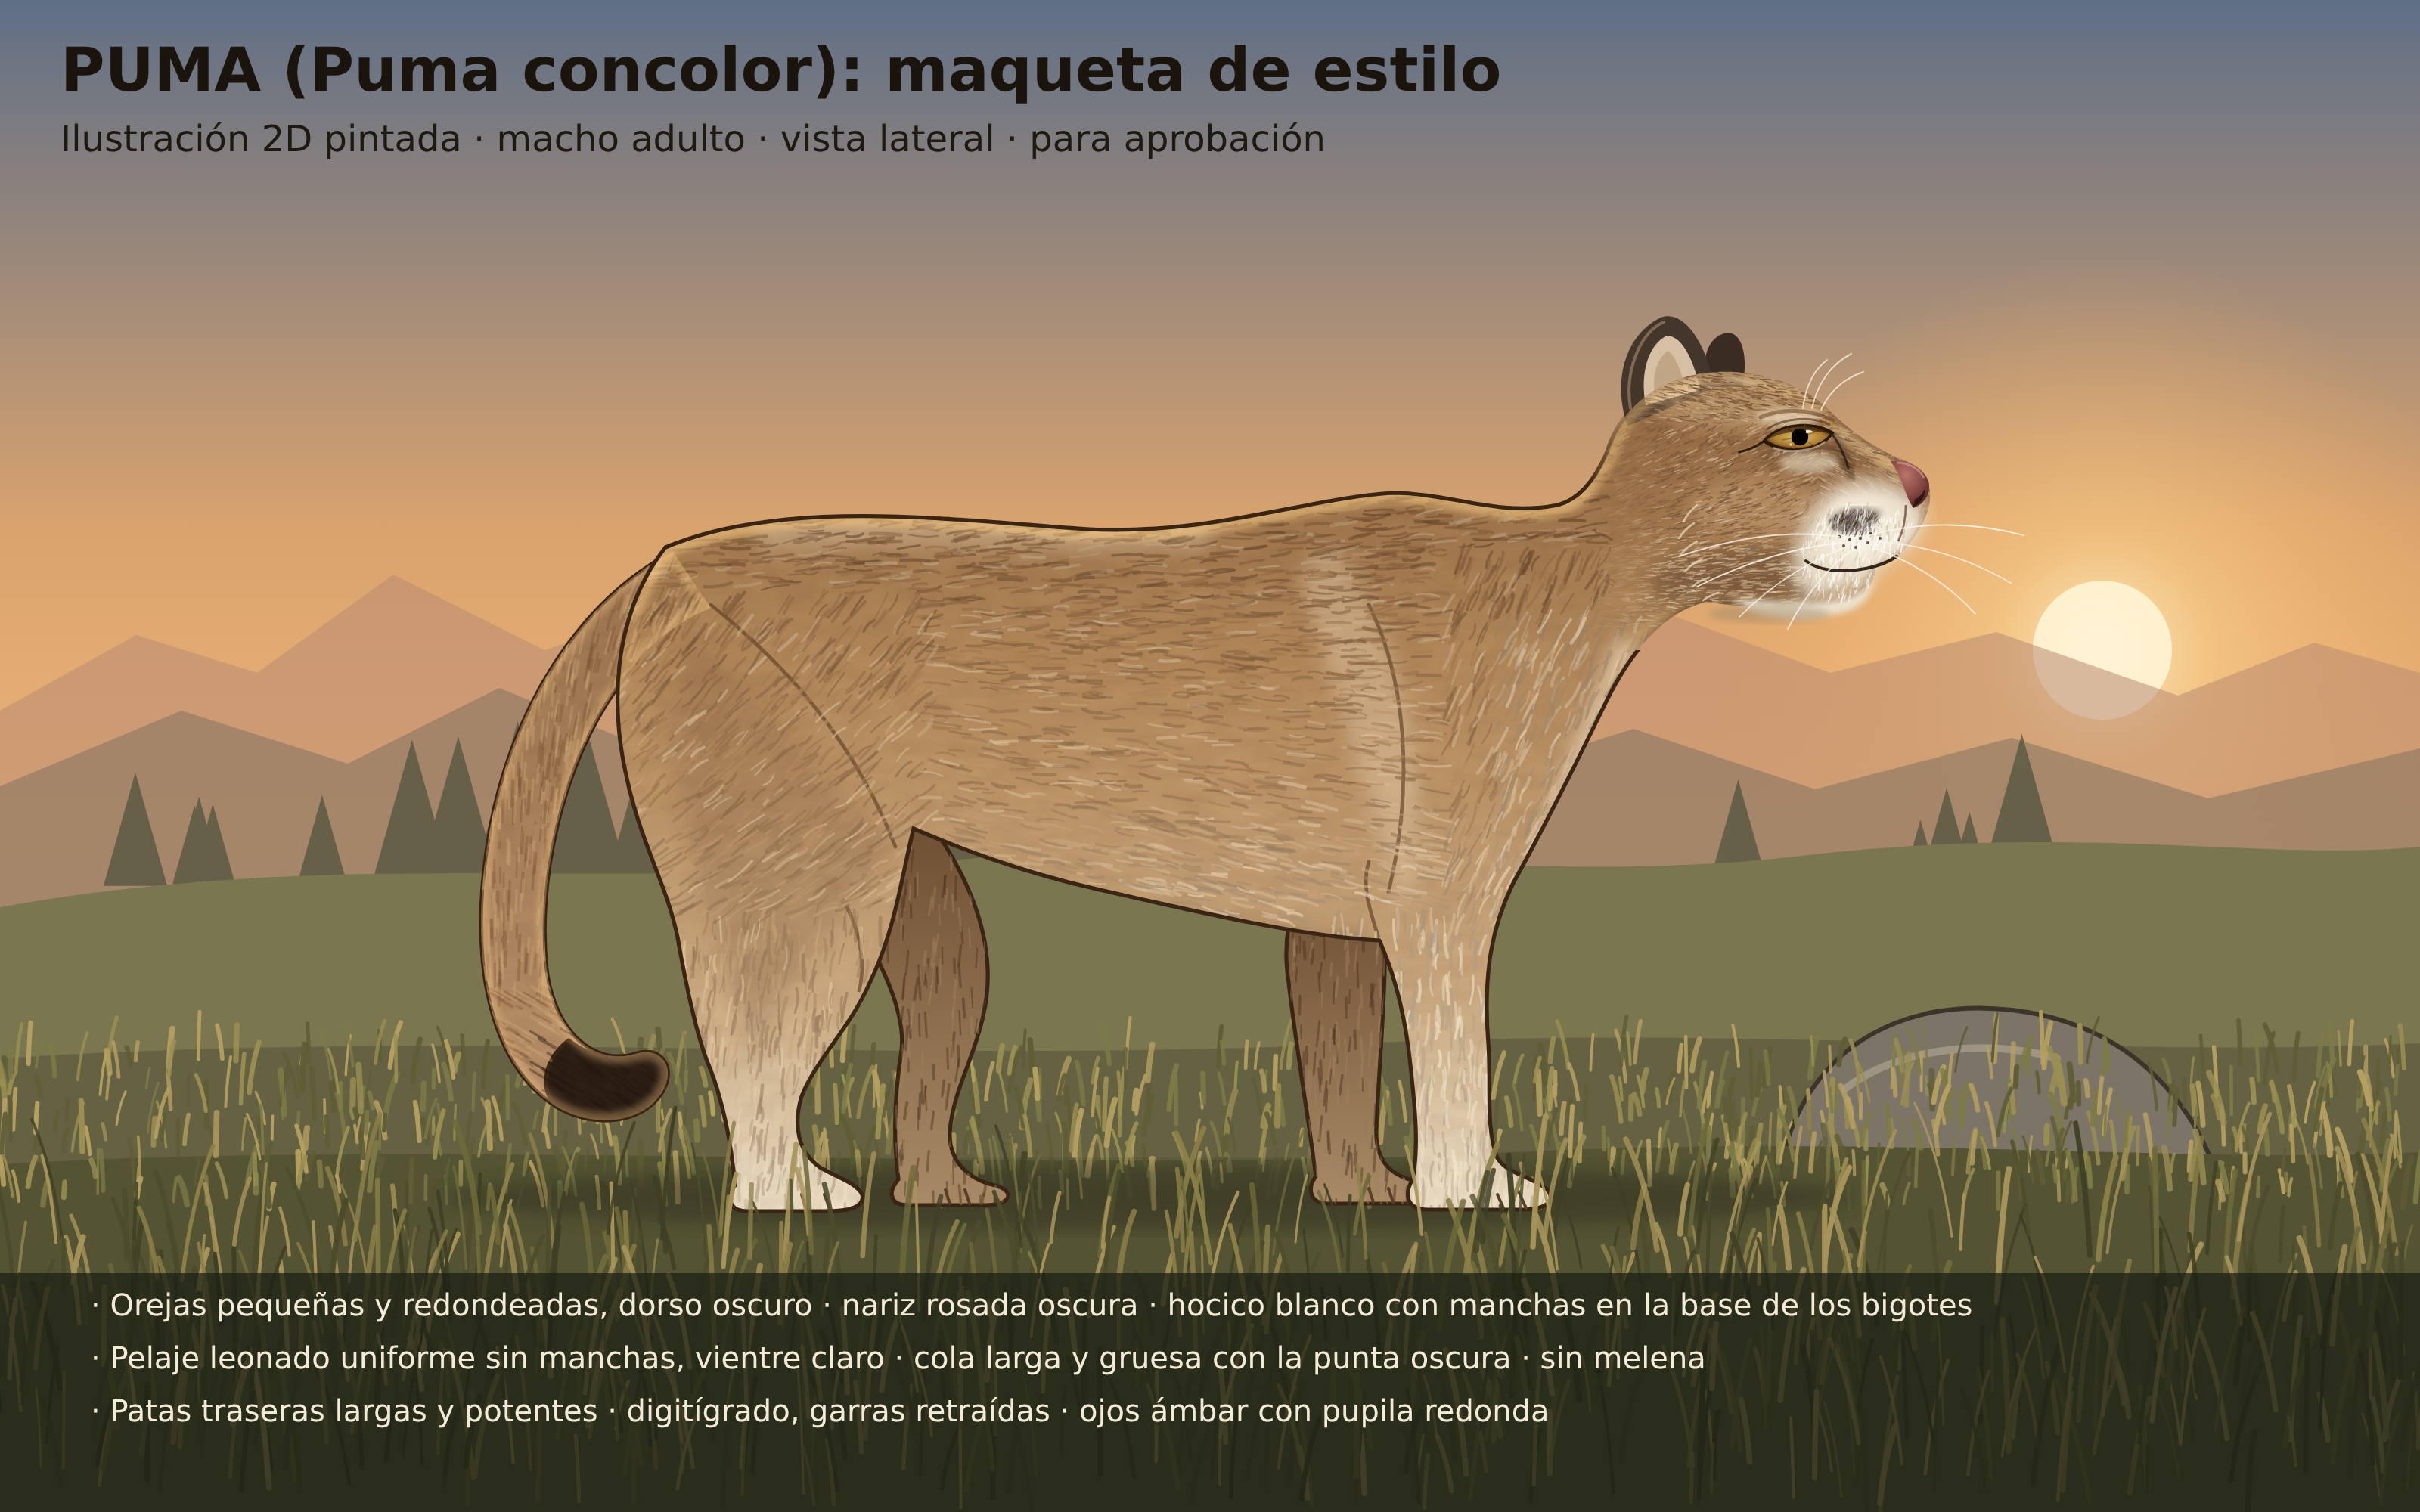 PUMA (Puma concolor): maqueta de estilo
Ilustración 2D pintada · macho adulto · vista lateral · para aprobación
· Orejas pequeñas y redondeadas, dorso oscuro · nariz rosada oscura · hocico blanco con manchas en la base de los bigotes
· Pelaje leonado uniforme sin manchas, vientre claro · cola larga y gruesa con la punta oscura · sin melena
· Patas traseras largas y potentes · digitígrado, garras retraídas · ojos ámbar con pupila redonda